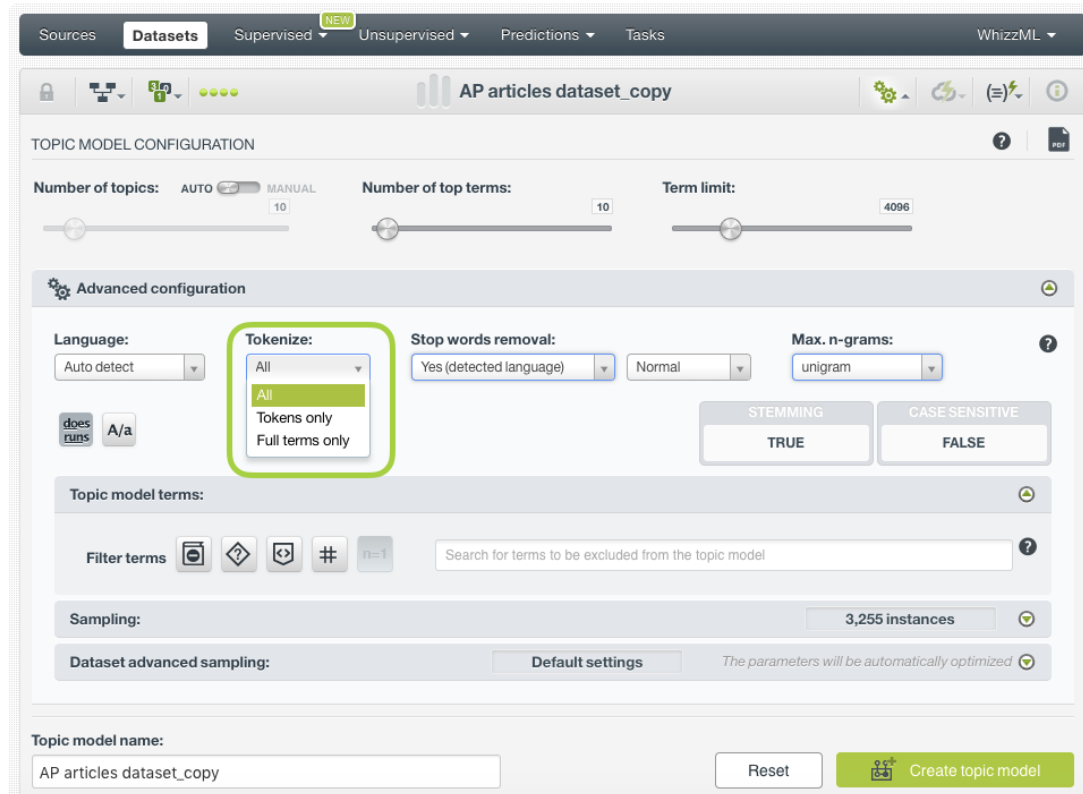 NEW
Sources Datasets Supervised Unsupervised Predictions Tasks WhizzML
AP articles dataset_copy
TOPIC MODEL CONFIGURATION
PDF
Number of topics: AUTO MANUAL Number of top terms: Term limit:
10 10 4096
Advanced configuration
Language: Tokenize: Stop words removal: Max. n-grams:
Auto detect All Yes (detected language) Normal unigram
All
Tokens only
Full terms only
does
runs
A/a
STEMMING CASE SENSITIVE
TRUE FALSE
Topic model terms:
Filter terms # n=1 Search for terms to be excluded from the topic model
Sampling: 3,255 instances
Dataset advanced sampling: Default settings The parameters will be automatically optimized
Topic model name:
AP articles dataset_copy Reset Create topic model